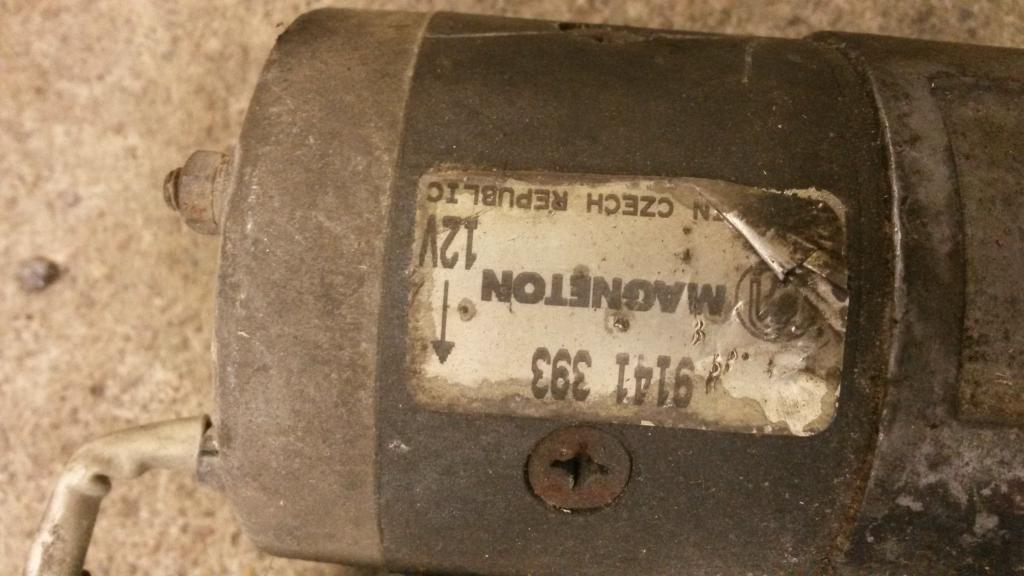 9141 393
MAGNETON
12V
CZECH REPUBLIC